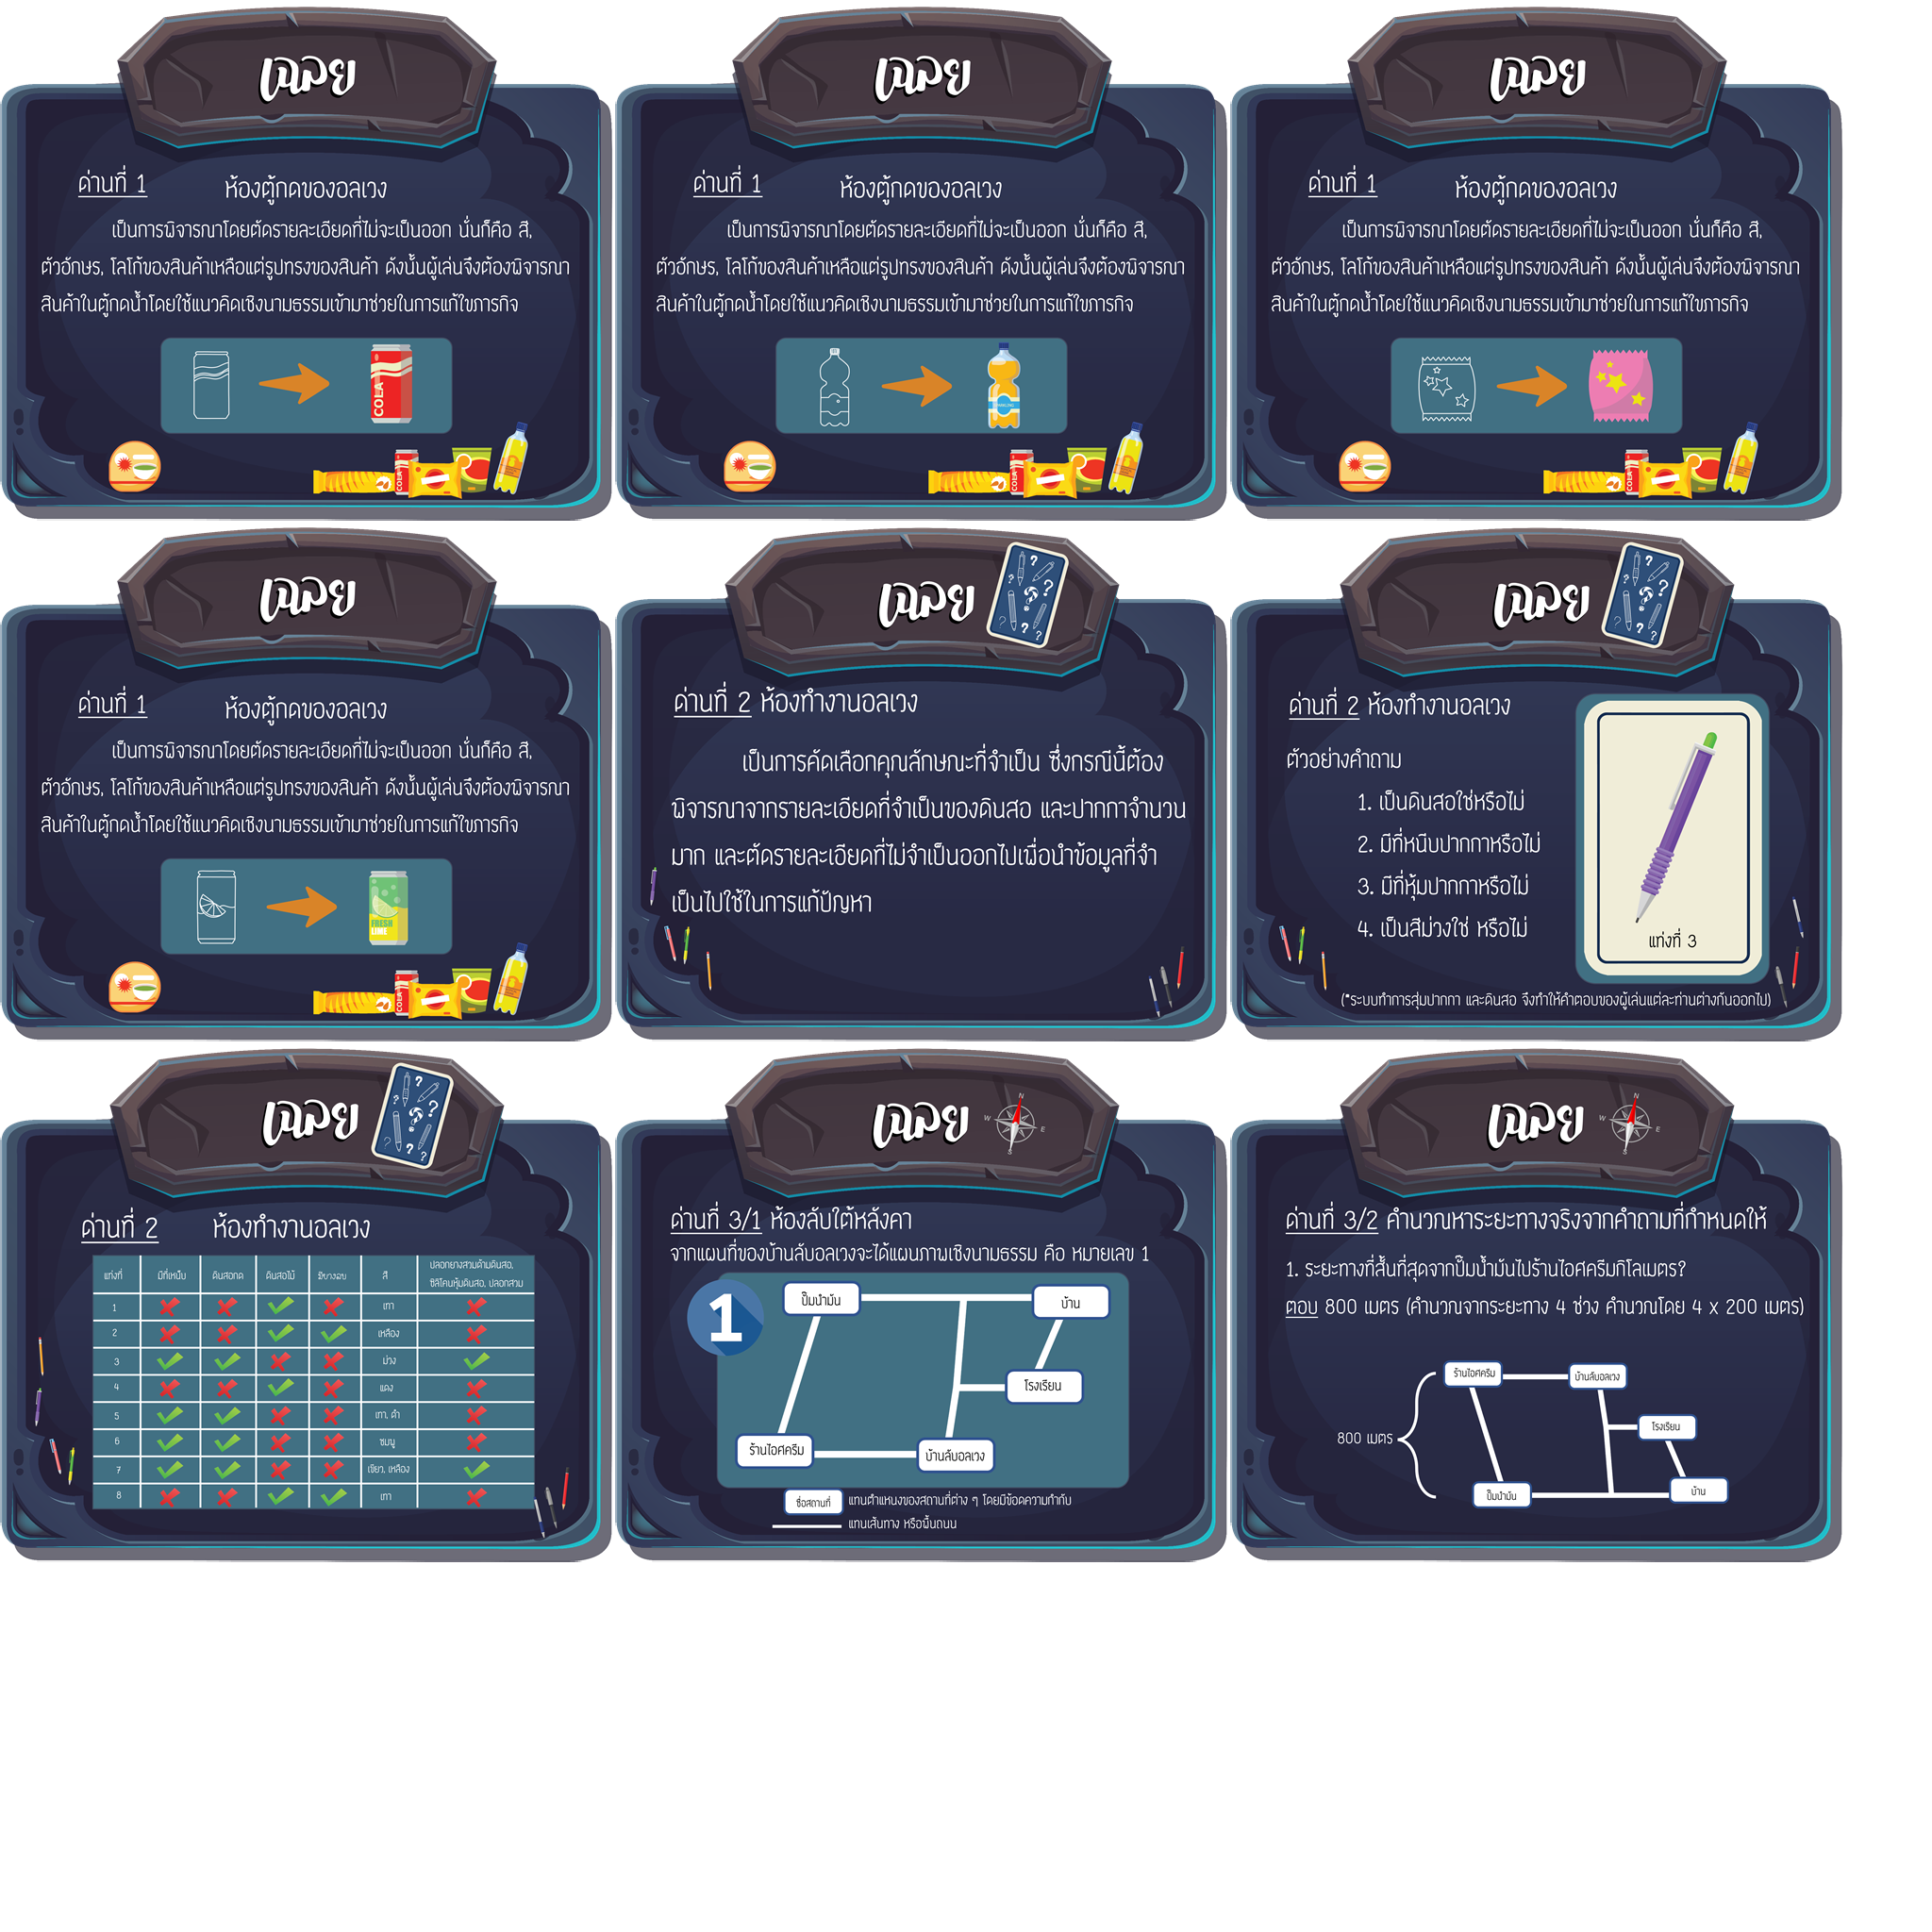 เฉลย
ด่านที่ 1 ห้องตู้กดของอลเวง
เป็นการพิจารณาโดยตัดรายละเอียดที่ไม่จะเป็นออก นั่นก็คือ สี,
ตัวอักษร, โลโก้ของสินค้าเหลือแต่รูปทรงของสินค้า ดังนั้นผู้เล่นจึงต้องพิจารณา
สินค้าในตู้กดน้ำโดยใช้แนวคิดเชิงนามธรรมเข้ามาช่วยในการแก้ไขภารกิจ
COLA
COLA
เฉลย
ด่านที่ 1 ห้องตู้กดของอลเวง
เป็นการพิจารณาโดยตัดรายละเอียดที่ไม่จะเป็นออก นั่นก็คือ สี,
ตัวอักษร, โลโก้ของสินค้าเหลือแต่รูปทรงของสินค้า ดังนั้นผู้เล่นจึงต้องพิจารณา
สินค้าในตู้กดน้ำโดยใช้แนวคิดเชิงนามธรรมเข้ามาช่วยในการแก้ไขภารกิจ
COLA
เฉลย
ด่านที่ 1 ห้องตู้กดของอลเวง
เป็นการพิจารณาโดยตัดรายละเอียดที่ไม่จะเป็นออก นั่นก็คือ สี,
ตัวอักษร, โลโก้ของสินค้าเหลือแต่รูปทรงของสินค้า ดังนั้นผู้เล่นจึงต้องพิจารณา
สินค้าในตู้กดน้ำโดยใช้แนวคิดเชิงนามธรรมเข้ามาช่วยในการแก้ไขภารกิจ
COLA
เฉลย
ด่านที่ 1 ห้องตู้กดของอลเวง
เป็นการพิจารณาโดยตัดรายละเอียดที่ไม่จะเป็นออก นั่นก็คือ สี,
ตัวอักษร, โลโก้ของสินค้าเหลือแต่รูปทรงของสินค้า ดังนั้นผู้เล่นจึงต้องพิจารณา
สินค้าในตู้กดน้ำโดยใช้แนวคิดเชิงนามธรรมเข้ามาช่วยในการแก้ไขภารกิจ
FRESH
LIME
COLA
เฉลย
ด่านที่ 2 ห้องทำงานอลเวง
เป็นการคัดเลือกคุณลักษณะที่จำเป็น ซึ่งกรณีนี้ต้อง
พิจารณาจากรายละเอียดที่จำเป็นของดินสอ และปากกาจำนวน
มาก และตัดรายละเอียดที่ไม่จำเป็นออกไปเพื่อนำข้อมูลที่จำ
เป็นไปใช้ในการแก้ปัญหา
เฉลย
ด่านที่ 2 ห้องทำงานอลเวง
ตัวอย่างคำถาม
1. เป็นดินสอใช่หรือไม่
2. มีที่หนีบปากกาหรือไม่
3. มีที่หุ้มปากกาหรือไม่
4. เป็นสีม่วงใช่ หรือไม่
แท่งที่ 3
(*ระบบทำการสุ่มปากกา และดินสอ จึงทำให้คำตอบของผู้เล่นแต่ละท่านต่างกันออกไป)
เฉลย
ด่านที่ 2 ห้องทำงานอลเวง
แท่งที่ มีที่เหน็บ ดินสอกด ดินสอไม้ มียางลบ สี ปลอกยางสวมด้ามดินสอ,
ซิลิโคนหุ้มดินสอ, ปลอกสวม
1 เทา
2 เหลือง
3 ม่วง
4 แดง
5 เทา, ดำ
6 ชมพู
7 เขียว, เหลือง
8 เทา
เฉลย
N
W E
S
ด่านที่ 3/1 ห้องลับใต้หลังคา
จากแผนที่ของบ้านลับอลเวงจะได้แผนภาพเชิงนามธรรม คือ หมายเลข 1
1
ปั๊มน้ำมัน
บ้าน
โรงเรียน
ร้านไอศครีม
บ้านลับอลเวง
ชื่อสถานที่ แทนตำแหนงของสถานที่ต่าง ๆ โดยมีข้อความกำกับ
แทนเส้นทาง หรือพื้นถนน
เฉลย
N
W E
S
ด่านที่ 3/2 คำนวณหาระยะทางจริงจากคำถามที่กำหนดให้
1. ระยะทางที่สั้นที่สุดจากปั๊มน้ำมันไปร้านไอศครีมกิโลเมตร?
ตอบ 800 เมตร (คำนวณจากระยะทาง 4 ช่วง คำนวณโดย 4 x 200 เมตร)
ร้านไอศครีม
บ้านลับอลเวง
โรงเรียน
800 เมตร
ปั๊มน้ำมัน
บ้าน